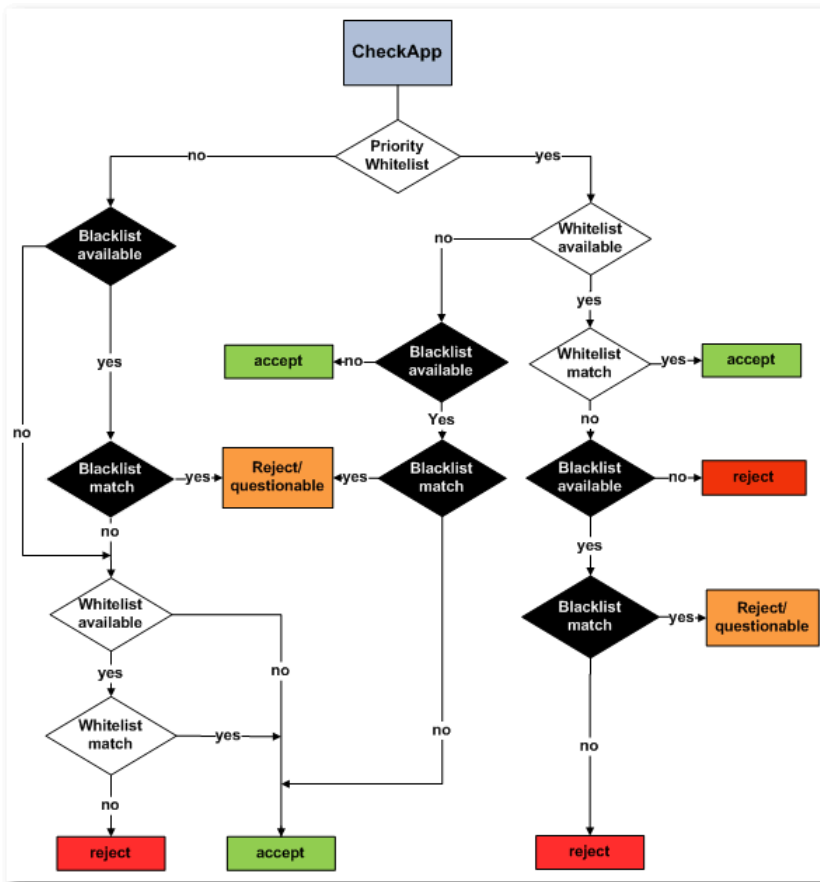 CheckApp
Priority
Whitelist
no
yes
Blacklist
available
Whitelist
available
no
yes
yes
Blacklist
available
no
accept
Whitelist
match
yes
accept
no
Yes
no
Blacklist
match
yes
Reject/
questionable
yes
Blacklist
match
Blacklist
available
no
reject
no
yes
Whitelist
available
Blacklist
match
yes
Reject/
questionable
yes
no
Whitelist
match
yes
no
no
no
reject
accept
reject